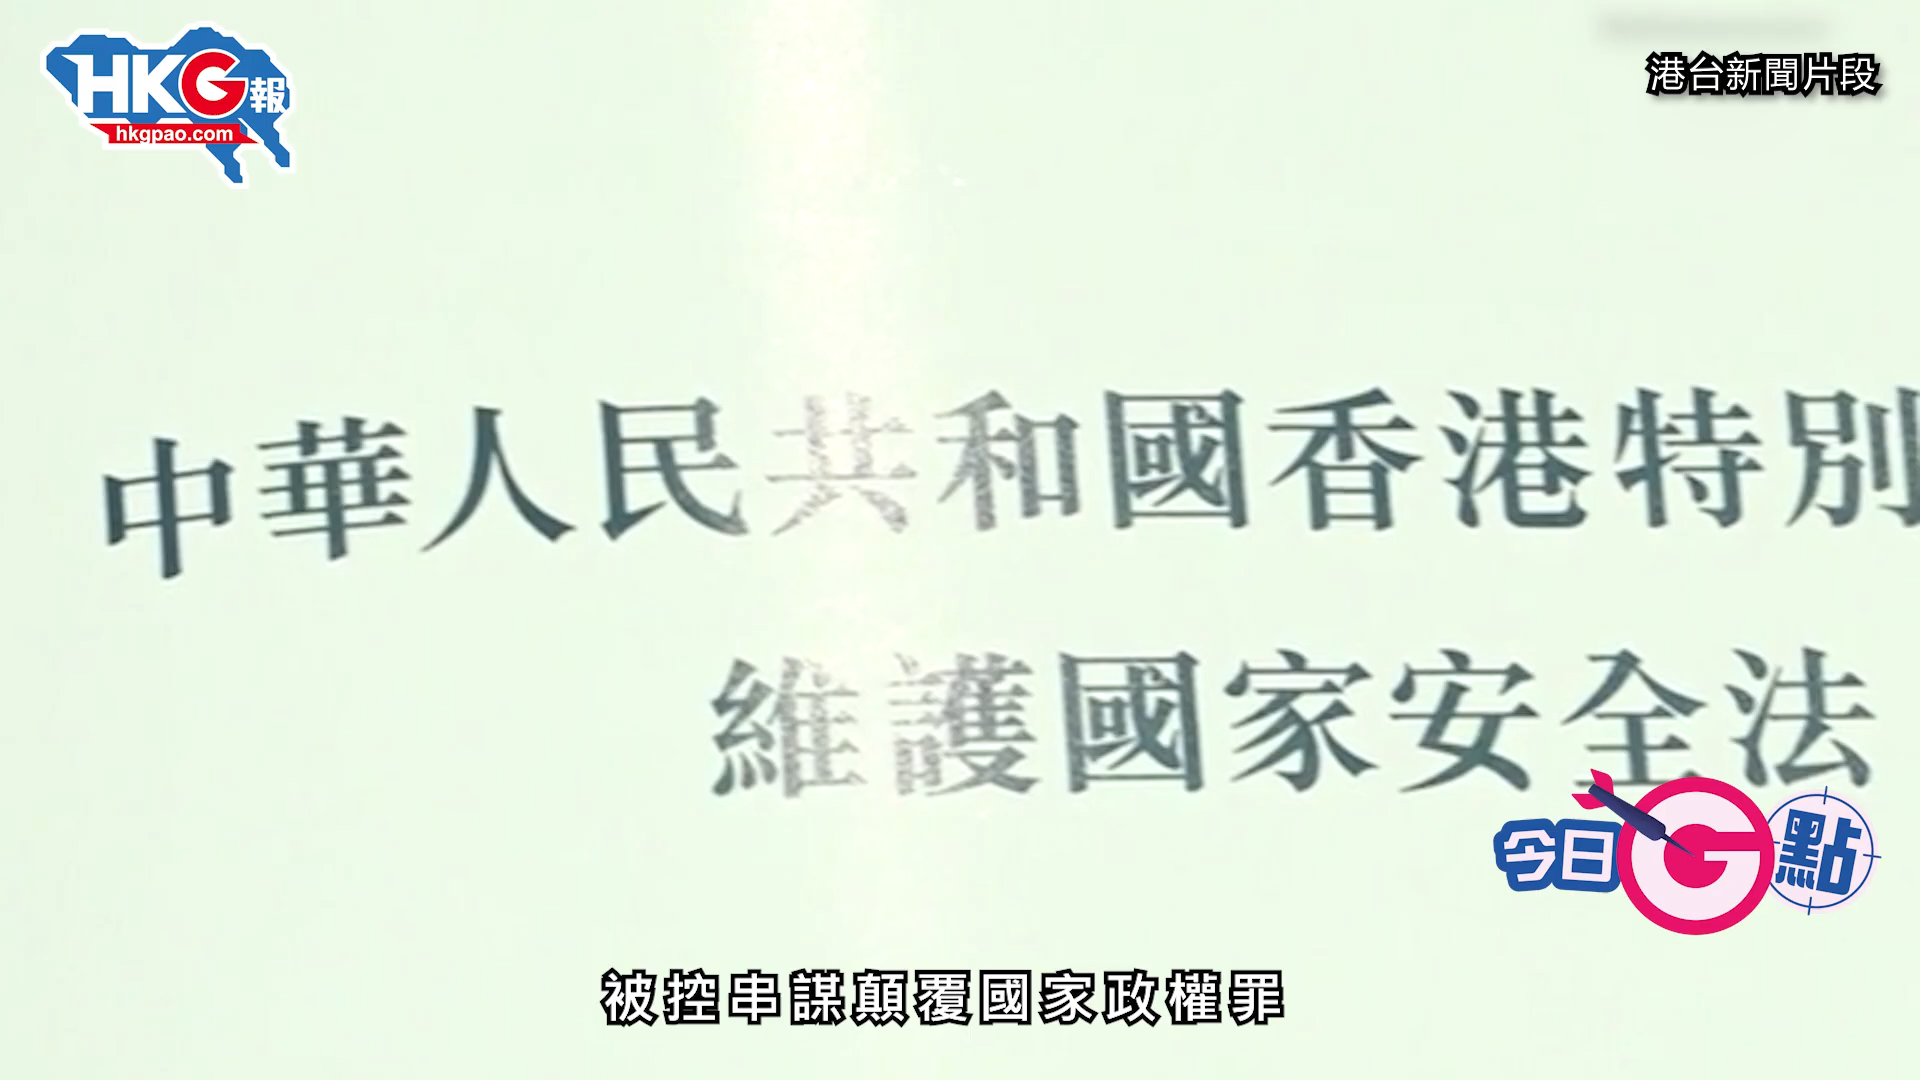 HKG報
hkgpao.com
港台新聞片段
中華人民共和國香港特別
維護國家安全法
今日G點
被控串謀顛覆國家政權罪